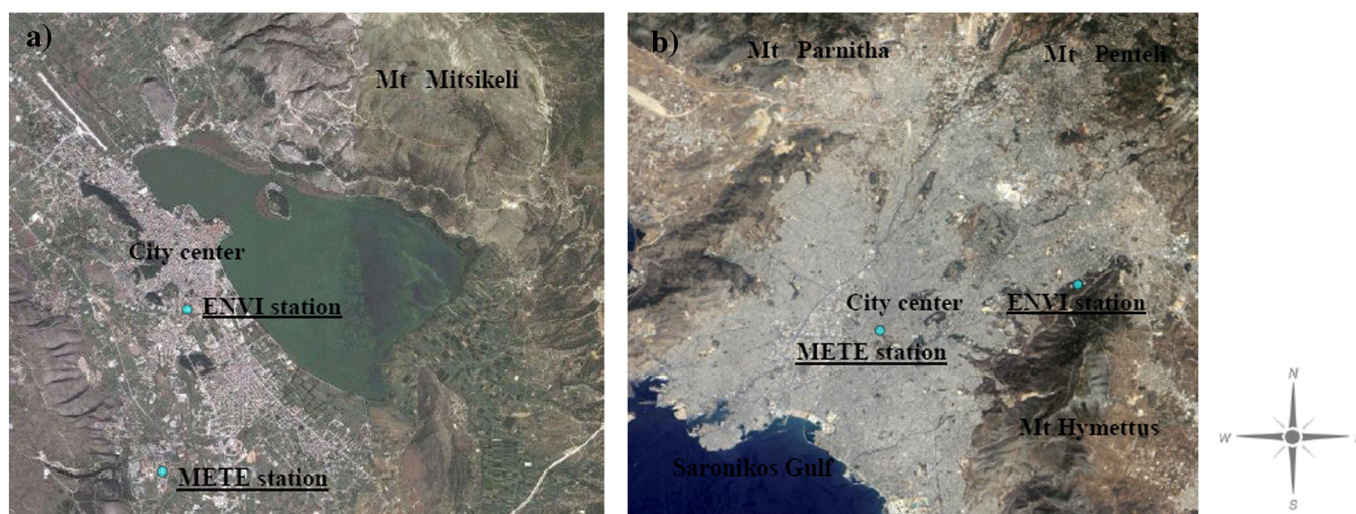 a)
Mt Mitsikeli
City center
ENVI station
METE station
b)
Mt Parnitha
Mt Penteli
City center
ENVI station
METE station
Mt Hymettus
Saronikos Gulf
N
W
S